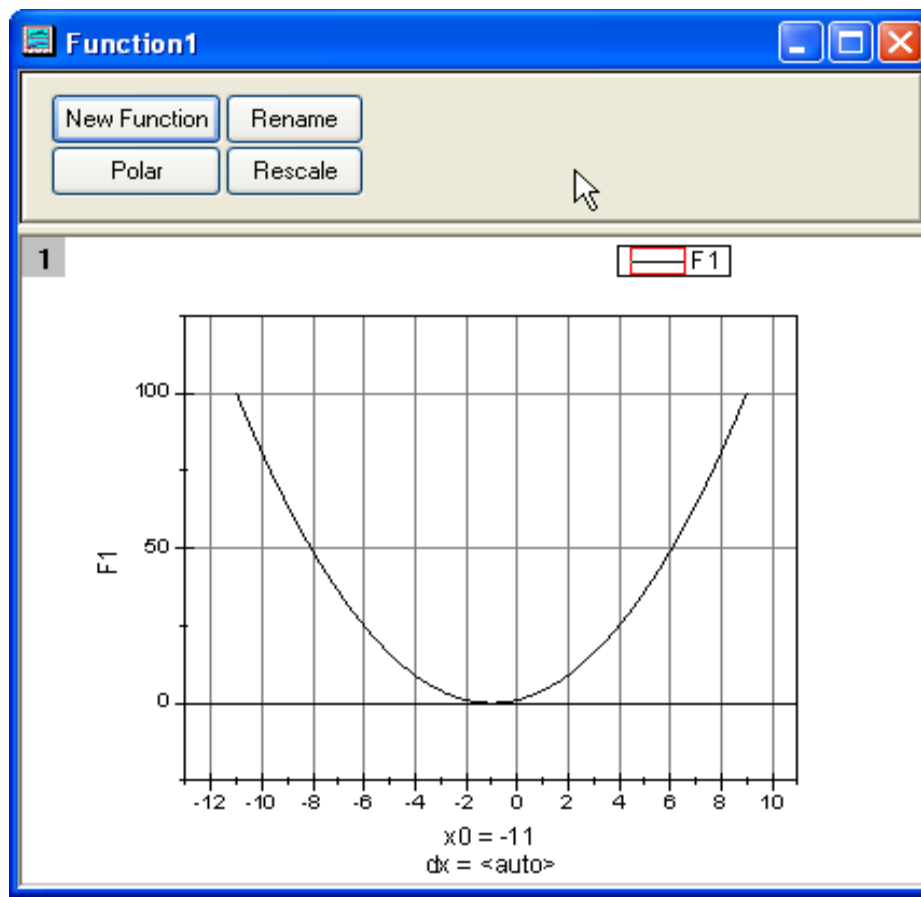 Function1
New Function Rename
Polar Rescale
1
F1
100
50
0
F1
-12 -10 -8 -6 -4 -2 0 2 4 6 8 10
x0 = -11
dx = <auto>